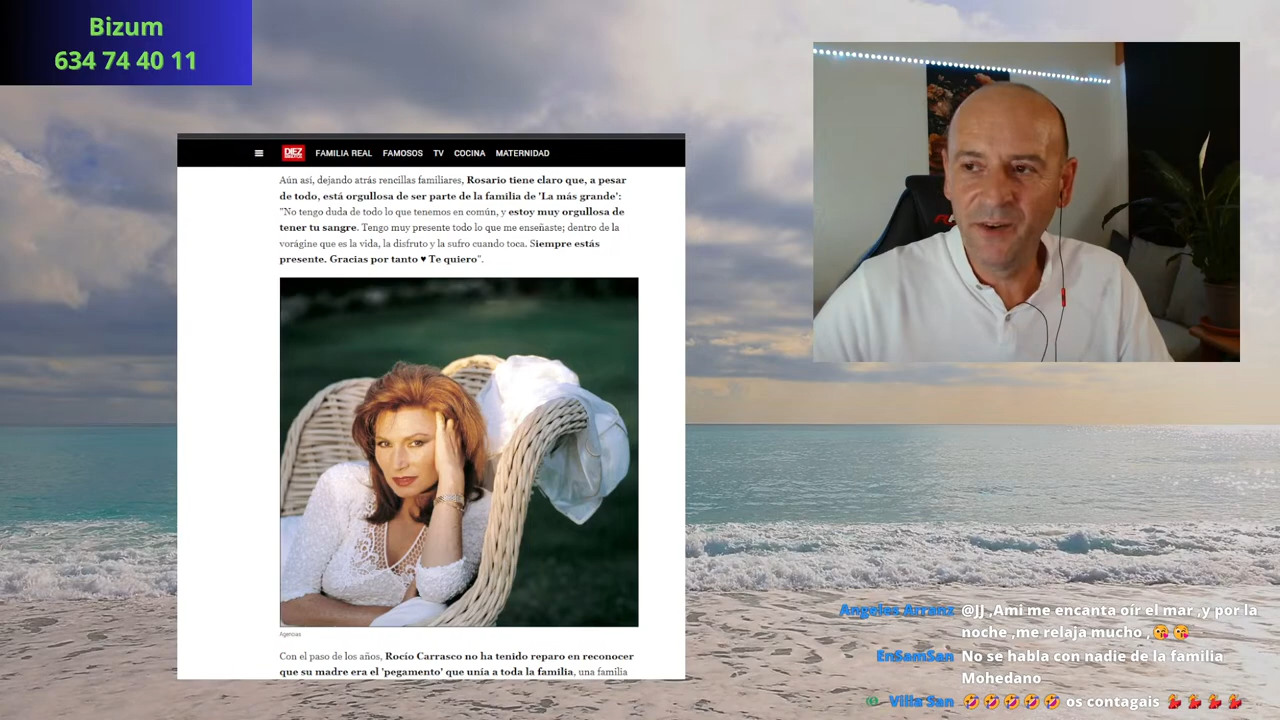 Bizum
634 74 40 11
DIEZ MINUTOS FAMILIA REAL FAMOSOS TV COCINA MATERNIDAD
Aún así, dejando atrás rencillas familiares, Rosario tiene claro que, a pesar
de todo, está orgullosa de ser parte de la familia de 'La más grande':
"No tengo duda de todo lo que tenemos en común, y estoy muy orgullosa de
tener tu sangre. Tengo muy presente todo lo que me enseñaste; dentro de la
vorágine que es la vida, la disfruto y la sufro cuando toca. Siempre estás
presente. Gracias por tanto ♥ Te quiero".
Agencias
Con el paso de los años, Rocío Carrasco no ha tenido reparo en reconocer
que su madre era el 'pegamento' que unía a toda la familia, una familia
Angeles Arranz @JJ ,Ami me encanta oír el mar ,y por la
noche ,me relaja mucho ,😘 😘
EnSamSan No se habla con nadie de la familia
Mohedano
Villa San 🤣🤣🤣🤣🤣 os contagais 💃💃💃💃